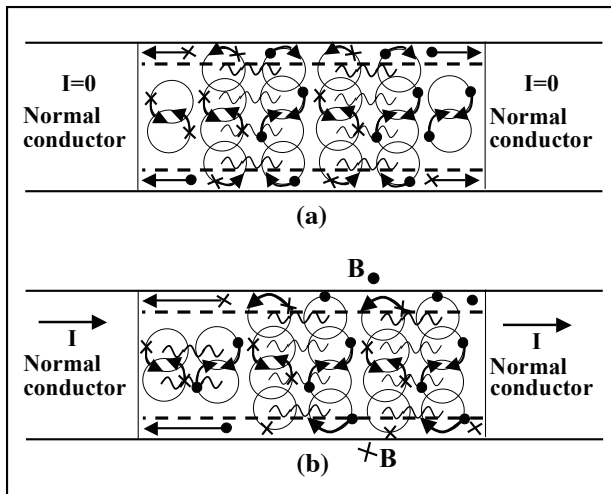 I=0
Normal
conductor
I=0
Normal
conductor
(a)
B
I
Normal
conductor
I
Normal
conductor
B
(b)